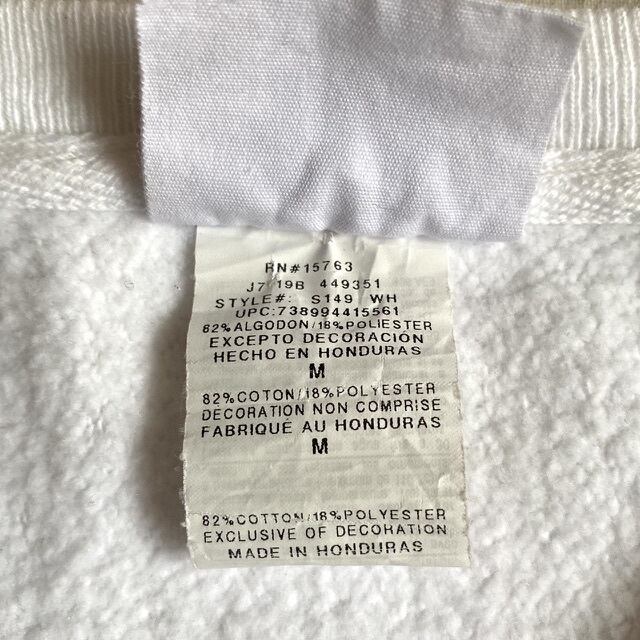 RN#15763
J7 19B 449351
STYLE#: S149 WH
UPC:738994415561
82%ALGODON/18%POLIESTER
EXCEPTO DECORACIÓN
HECHO EN HONDURAS
M
82%COTON/18%POLYESTER
DECORATION NON COMPRISE
FABRIQUÉ AU HONDURAS
M
82%COTTON/18%POLYESTER
EXCLUSIVE OF DECORATION
MADE IN HONDURAS